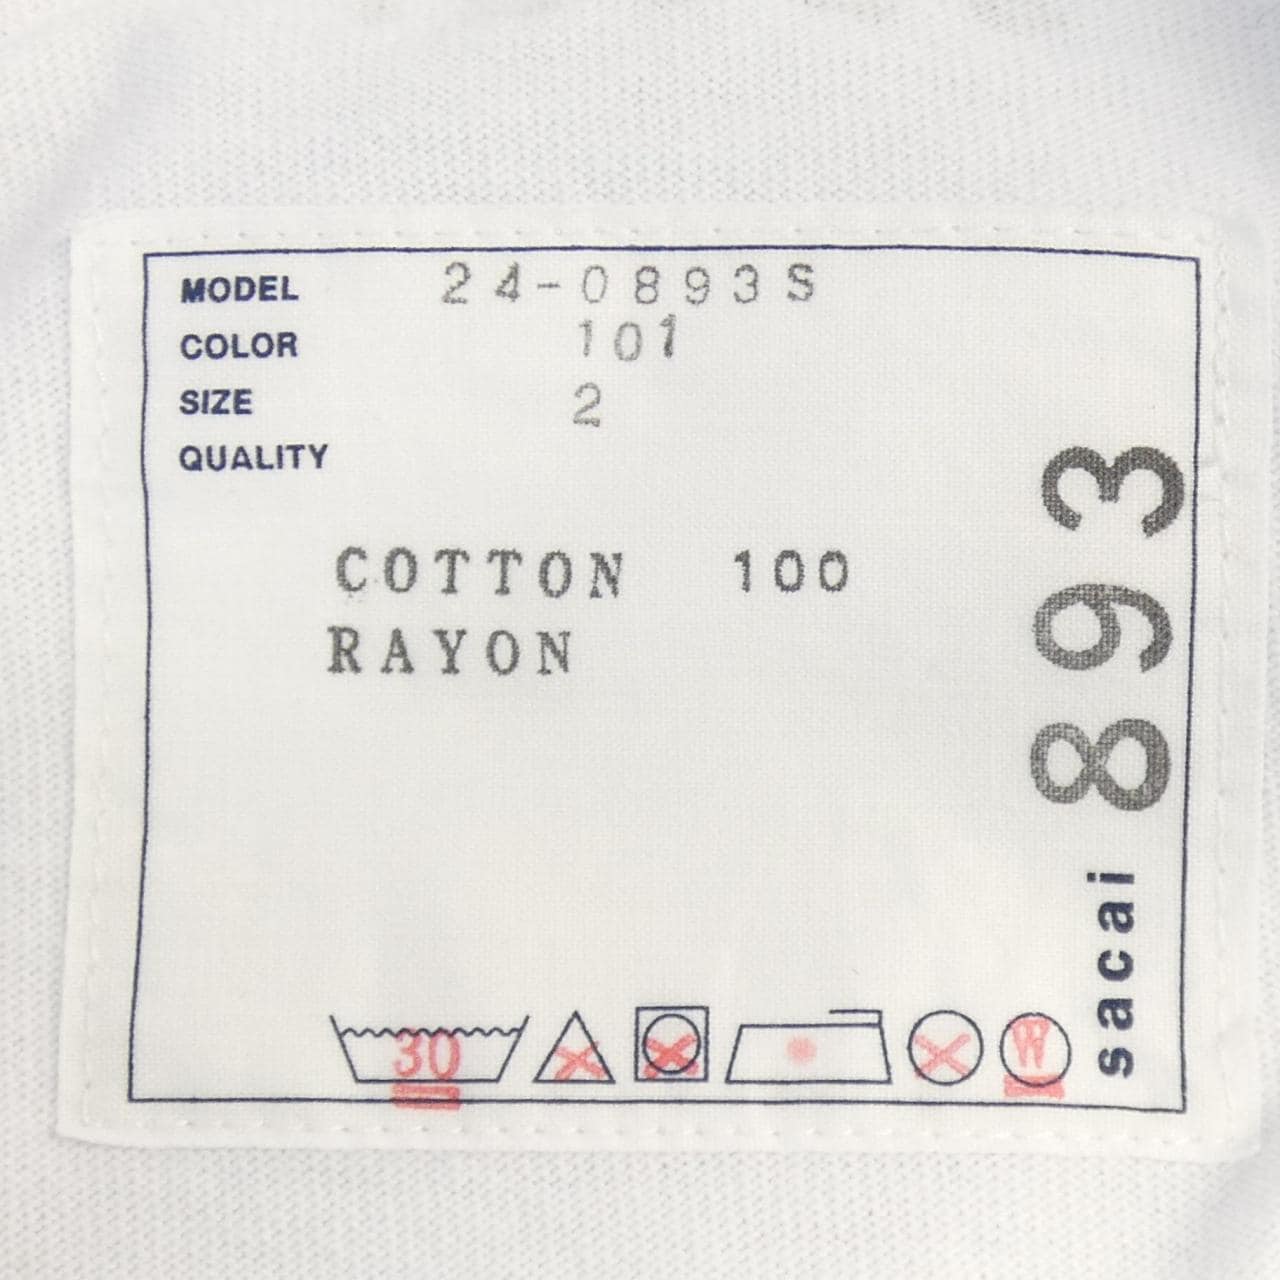 MODEL 24-0893S
COLOR 101
SIZE 2
QUALITY
COTTON 100
RAYON
30
W
sacai 893